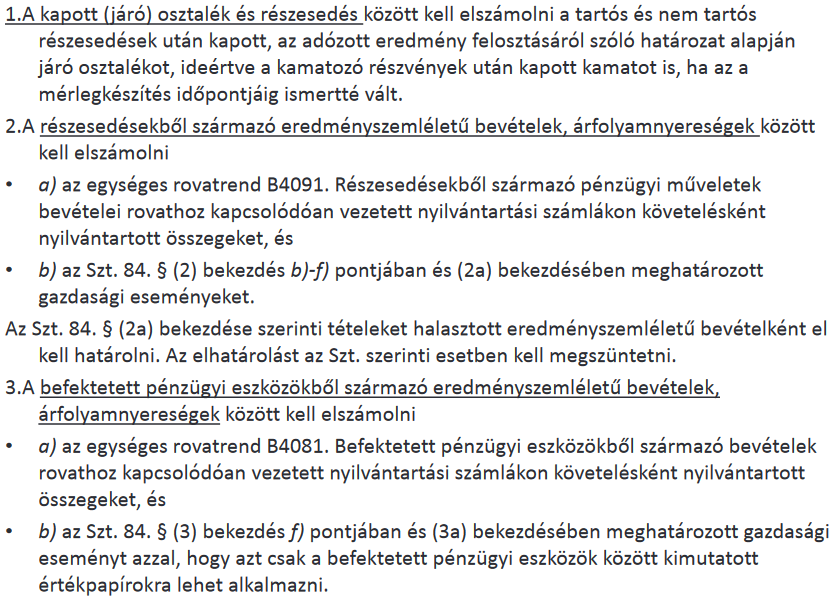 1.A kapott (járó) osztalék és részesedés között kell elszámolni a tartós és nem tartós
részesedések után kapott, az adózott eredmény felosztásáról szóló határozat alapján
járó osztalékot, ideértve a kamatozó részvények után kapott kamatot is, ha az a
mérlegkészítés időpontjáig ismertté vált.
2.A részesedésekből származó eredményszemléletű bevételek, árfolyamnyereségek között
kell elszámolni
• a) az egységes rovatrend B4091. Részesedésekből származó pénzügyi műveletek
bevételei rovathoz kapcsolódóan vezetett nyilvántartási számlákon követelésként
nyilvántartott összegeket, és
• b) az Szt. 84. § (2) bekezdés b)-f) pontjában és (2a) bekezdésében meghatározott
gazdasági eseményeket.
Az Szt. 84. § (2a) bekezdése szerinti tételeket halasztott eredményszemléletű bevételként el
kell határolni. Az elhatárolást az Szt. szerinti esetben kell megszüntetni.
3.A befektetett pénzügyi eszközökből származó eredményszemléletű bevételek,
árfolyamnyereségek között kell elszámolni
• a) az egységes rovatrend B4081. Befektetett pénzügyi eszközökből származó bevételek
rovathoz kapcsolódóan vezetett nyilvántartási számlákon követelésként nyilvántartott
összegeket, és
• b) az Szt. 84. § (3) bekezdés f) pontjában és (3a) bekezdésében meghatározott gazdasági
eseményt azzal, hogy azt csak a befektetett pénzügyi eszközök között kimutatott
értékpapírokra lehet alkalmazni.